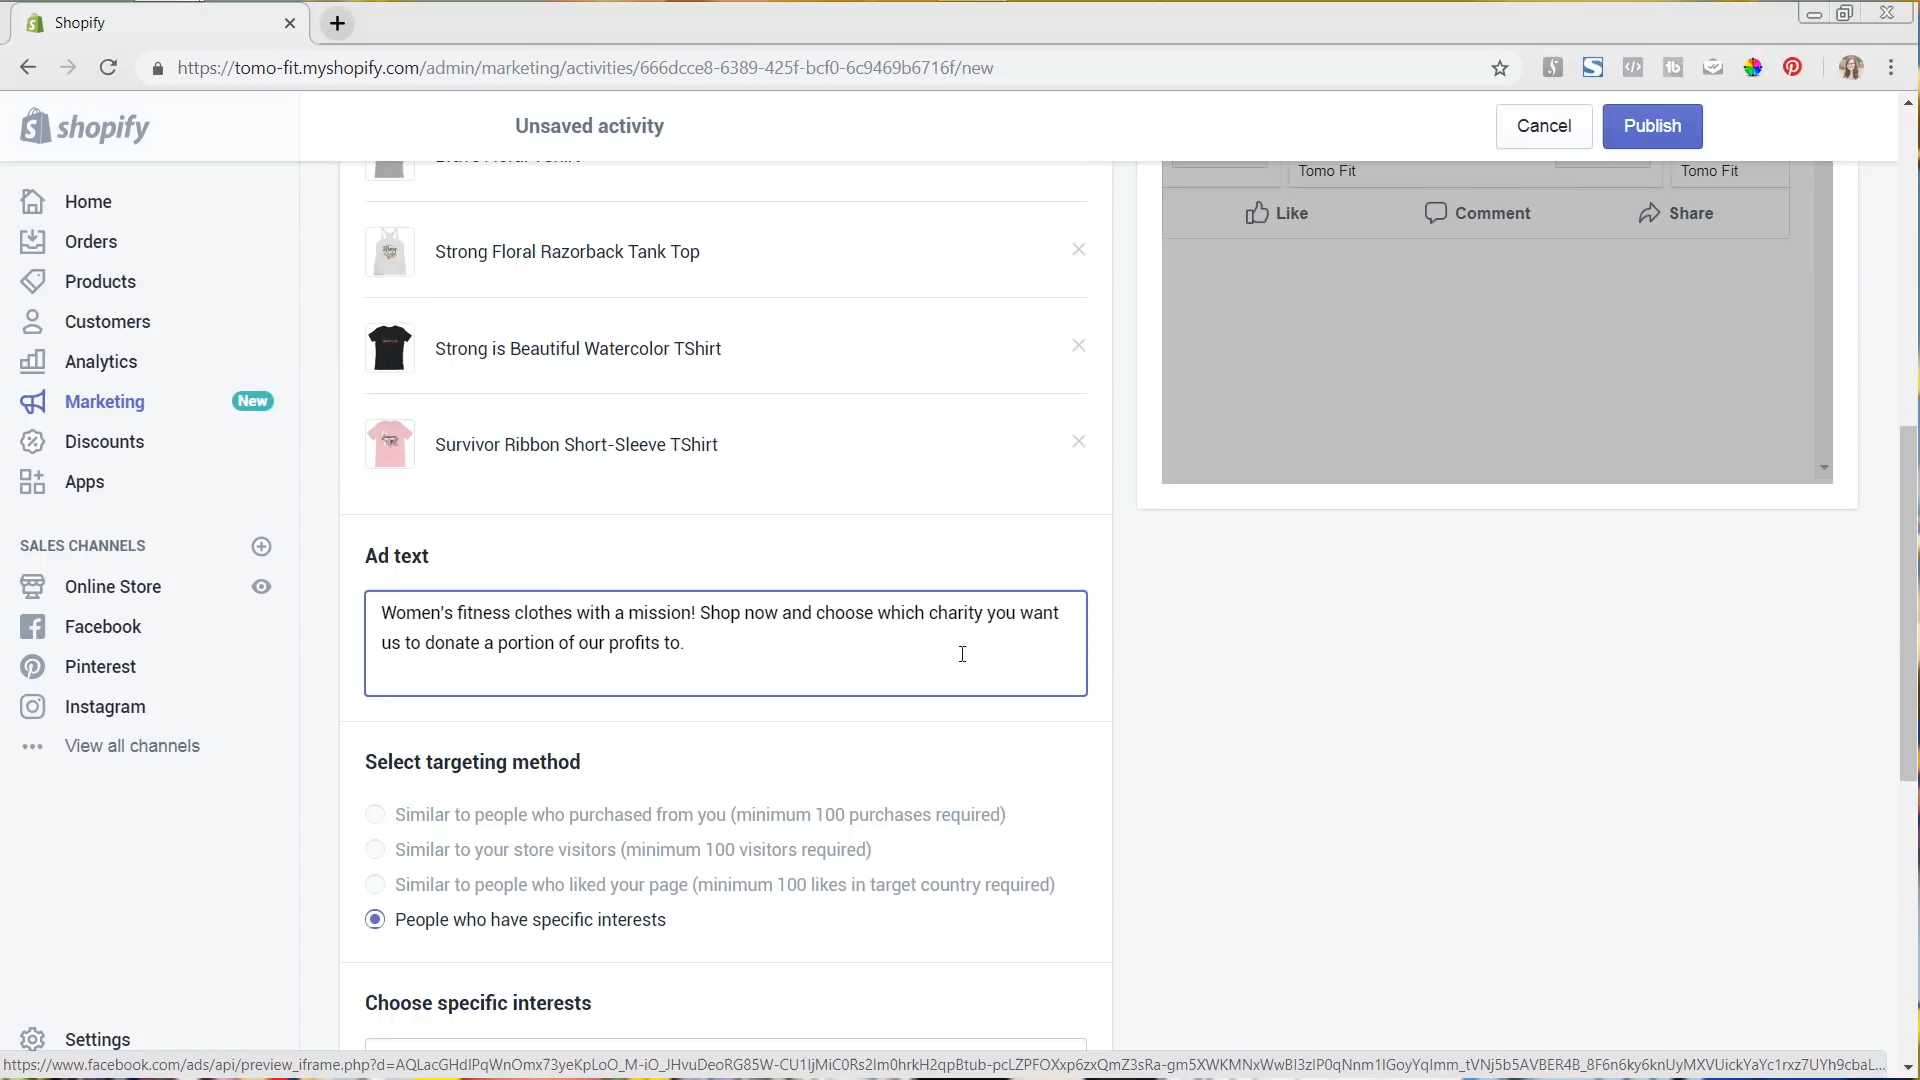 Shopify
https://tomo-fit.myshopify.com/admin/marketing/activities/666dcce8-6389-425f-bcf0-6c9469b6716f/new
shopify
Unsaved activity
Cancel
Publish
Home
Orders
Products
Customers
Analytics
Marketing
New
Discounts
Apps
SALES CHANNELS
Online Store
Facebook
Pinterest
Instagram
View all channels
Settings
Strong Floral Razorback Tank Top
Strong is Beautiful Watercolor TShirt
Survivor Ribbon Short-Sleeve TShirt
Ad text
Women's fitness clothes with a mission! Shop now and choose which charity you want
us to donate a portion of our profits to.
Select targeting method
Similar to people who purchased from you (minimum 100 purchases required)
Similar to your store visitors (minimum 100 visitors required)
Similar to people who liked your page (minimum 100 likes in target country required)
People who have specific interests
Choose specific interests
Tomo Fit
Tomo Fit
Like
Comment
Share